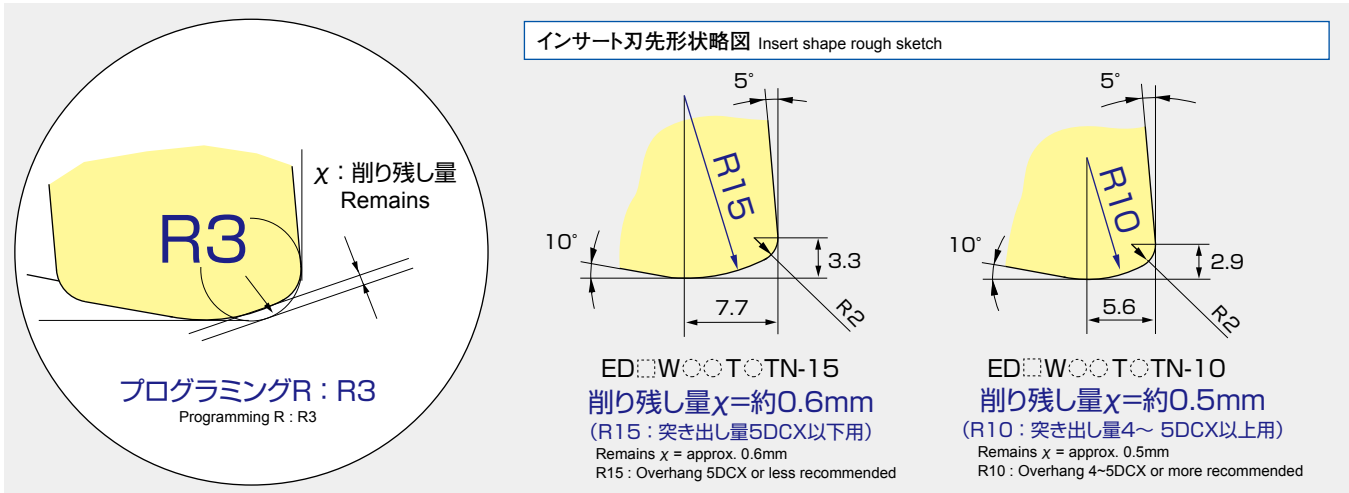 R3
χ：削り残し量
Remains
プログラミングR：R3
Programming R : R3
インサート刃先形状略図 Insert shape rough sketch
5°
R15
10°
3.3
7.7
R2
ED⬚W◌◌T◌TN-15
削り残し量χ=約0.6mm
（R15：突き出し量5DCX以下用）
Remains χ = approx. 0.6mm
R15 : Overhang 5DCX or less recommended
5°
R10
10°
2.9
5.6
R2
ED⬚W◌◌T◌TN-10
削り残し量χ=約0.5mm
（R10：突き出し量4～ 5DCX以上用）
Remains χ = approx. 0.5mm
R10 : Overhang 4~5DCX or more recommended